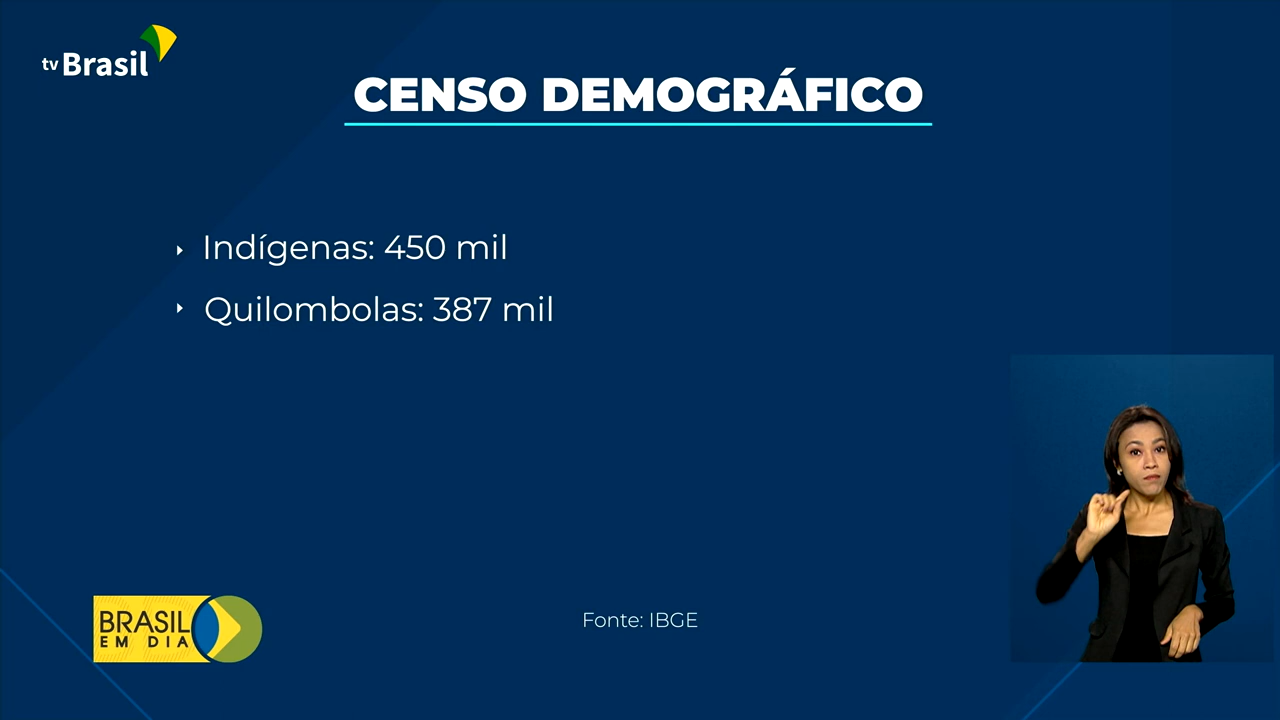 tv Brasil
CENSO DEMOGRÁFICO
Indígenas: 450 mil
Quilombolas: 387 mil
BRASIL
EM DIA
Fonte: IBGE